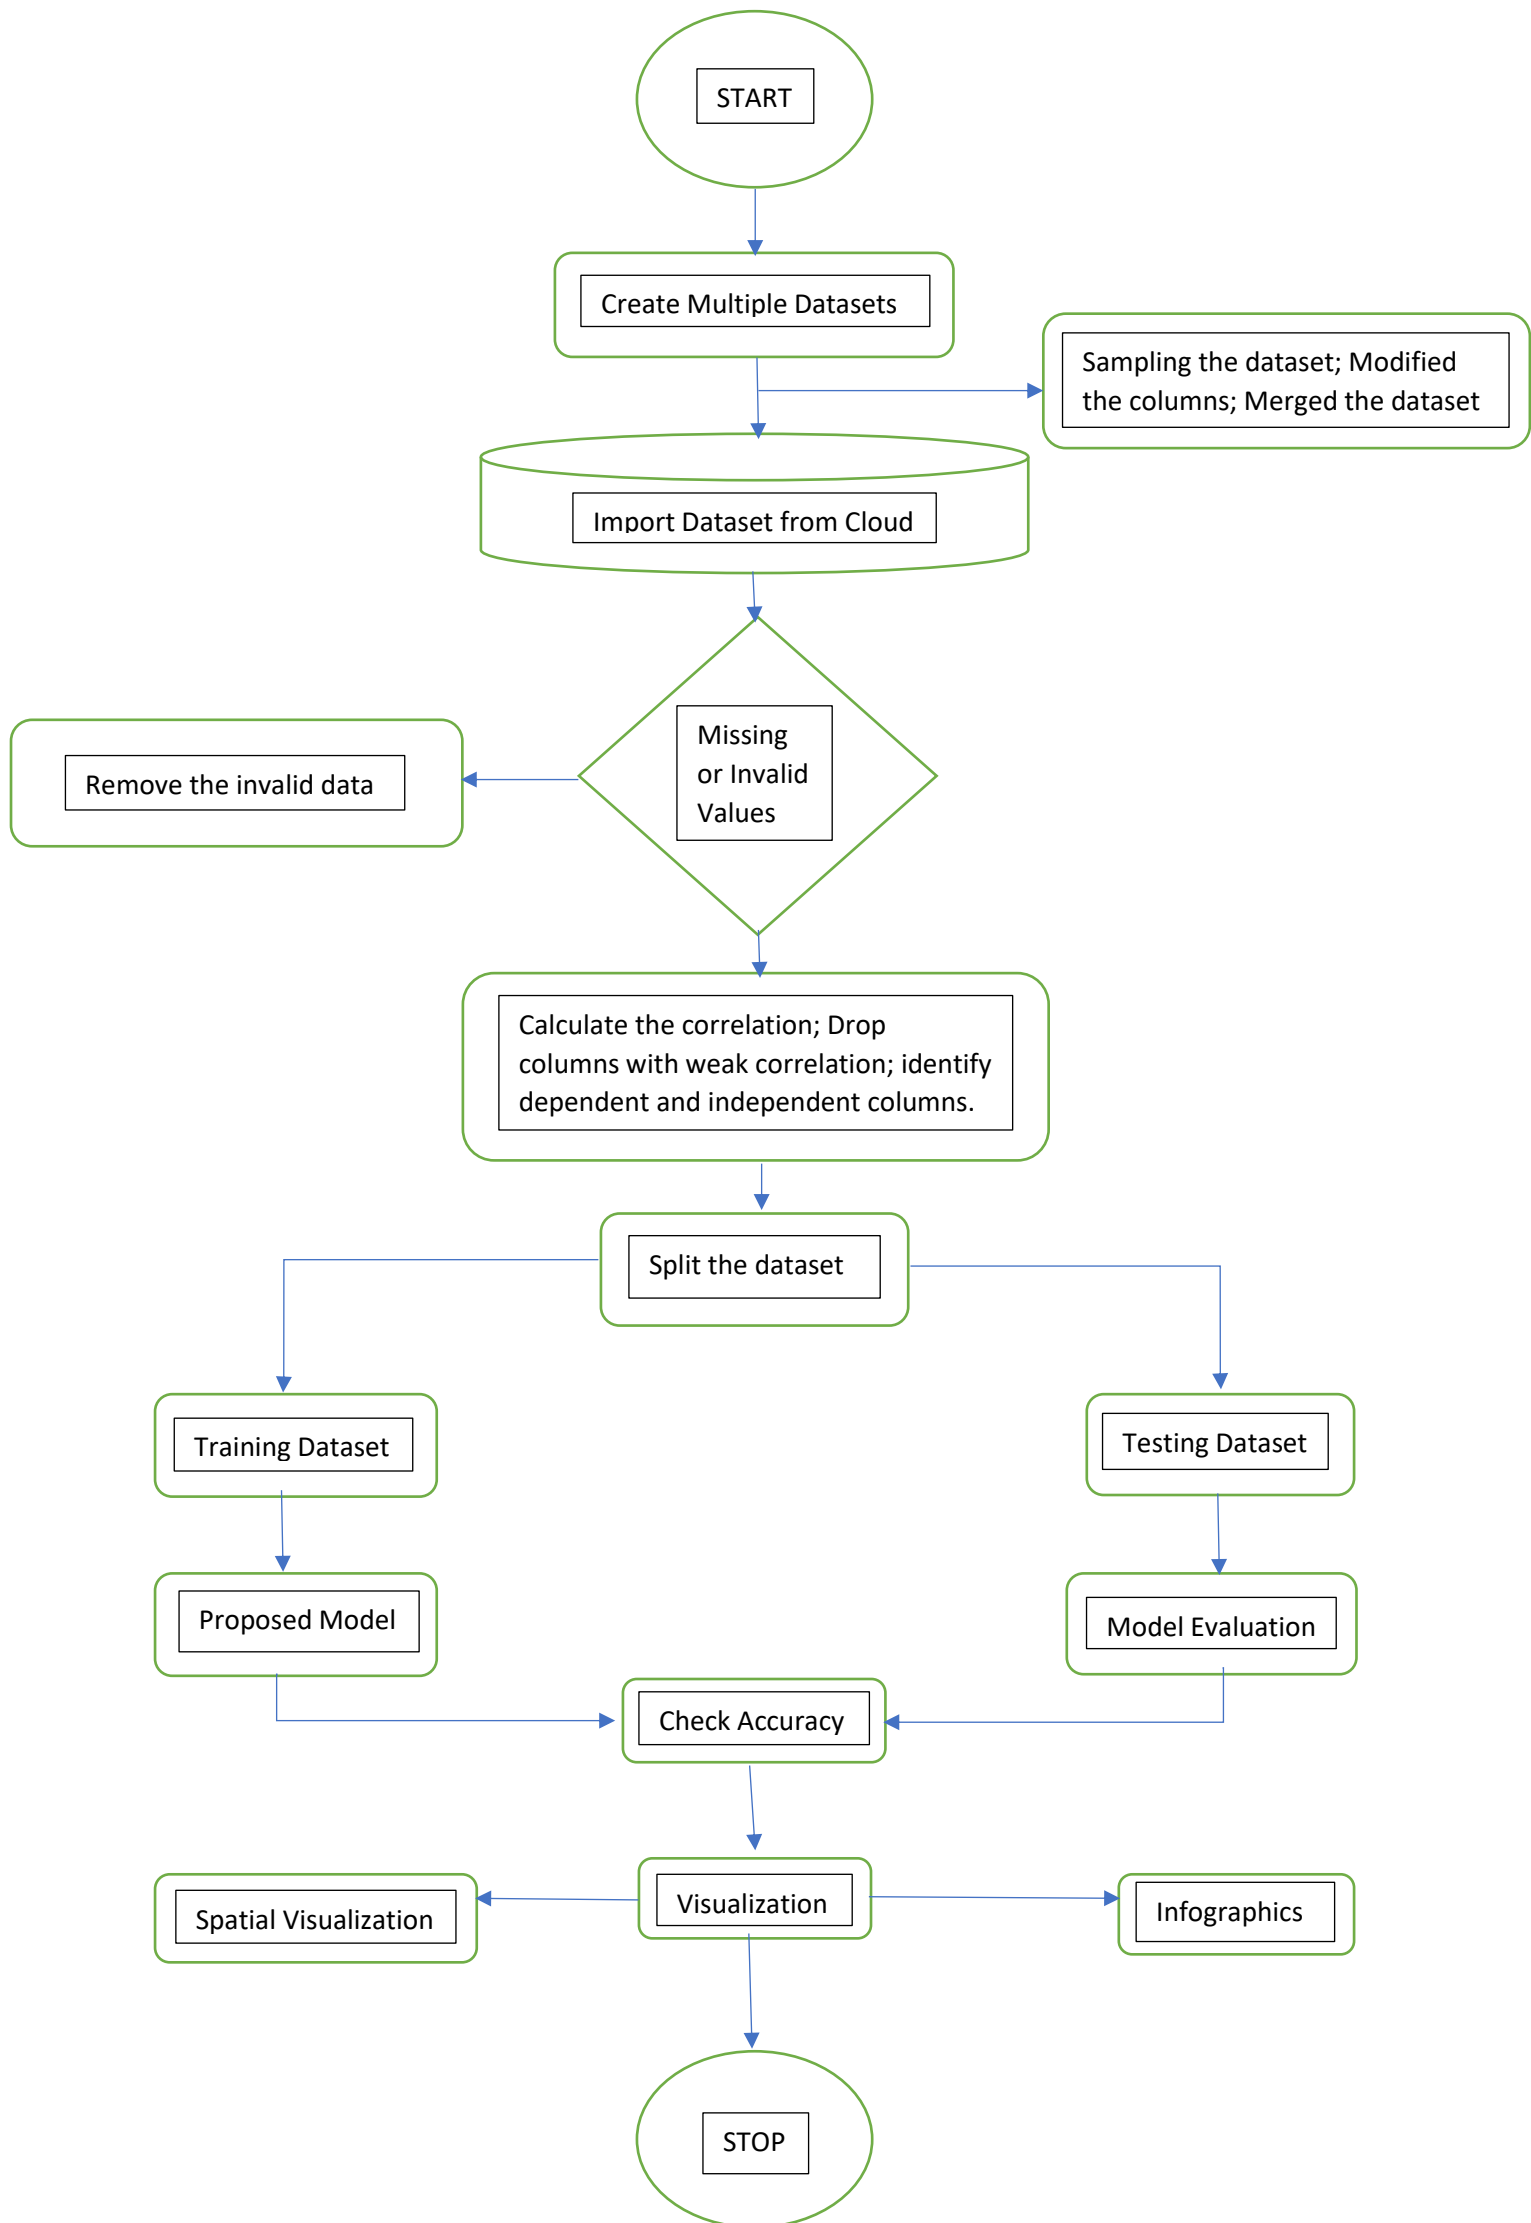 START
Create Multiple Datasets
Sampling the dataset; Modified
the columns; Merged the dataset
Import Dataset from Cloud
Missing
or Invalid
Values
Remove the invalid data
Calculate the correlation; Drop
columns with weak correlation; identify
dependent and independent columns.
Split the dataset
Training Dataset
Testing Dataset
Proposed Model
Model Evaluation
Check Accuracy
Spatial Visualization
Visualization
Infographics
STOP